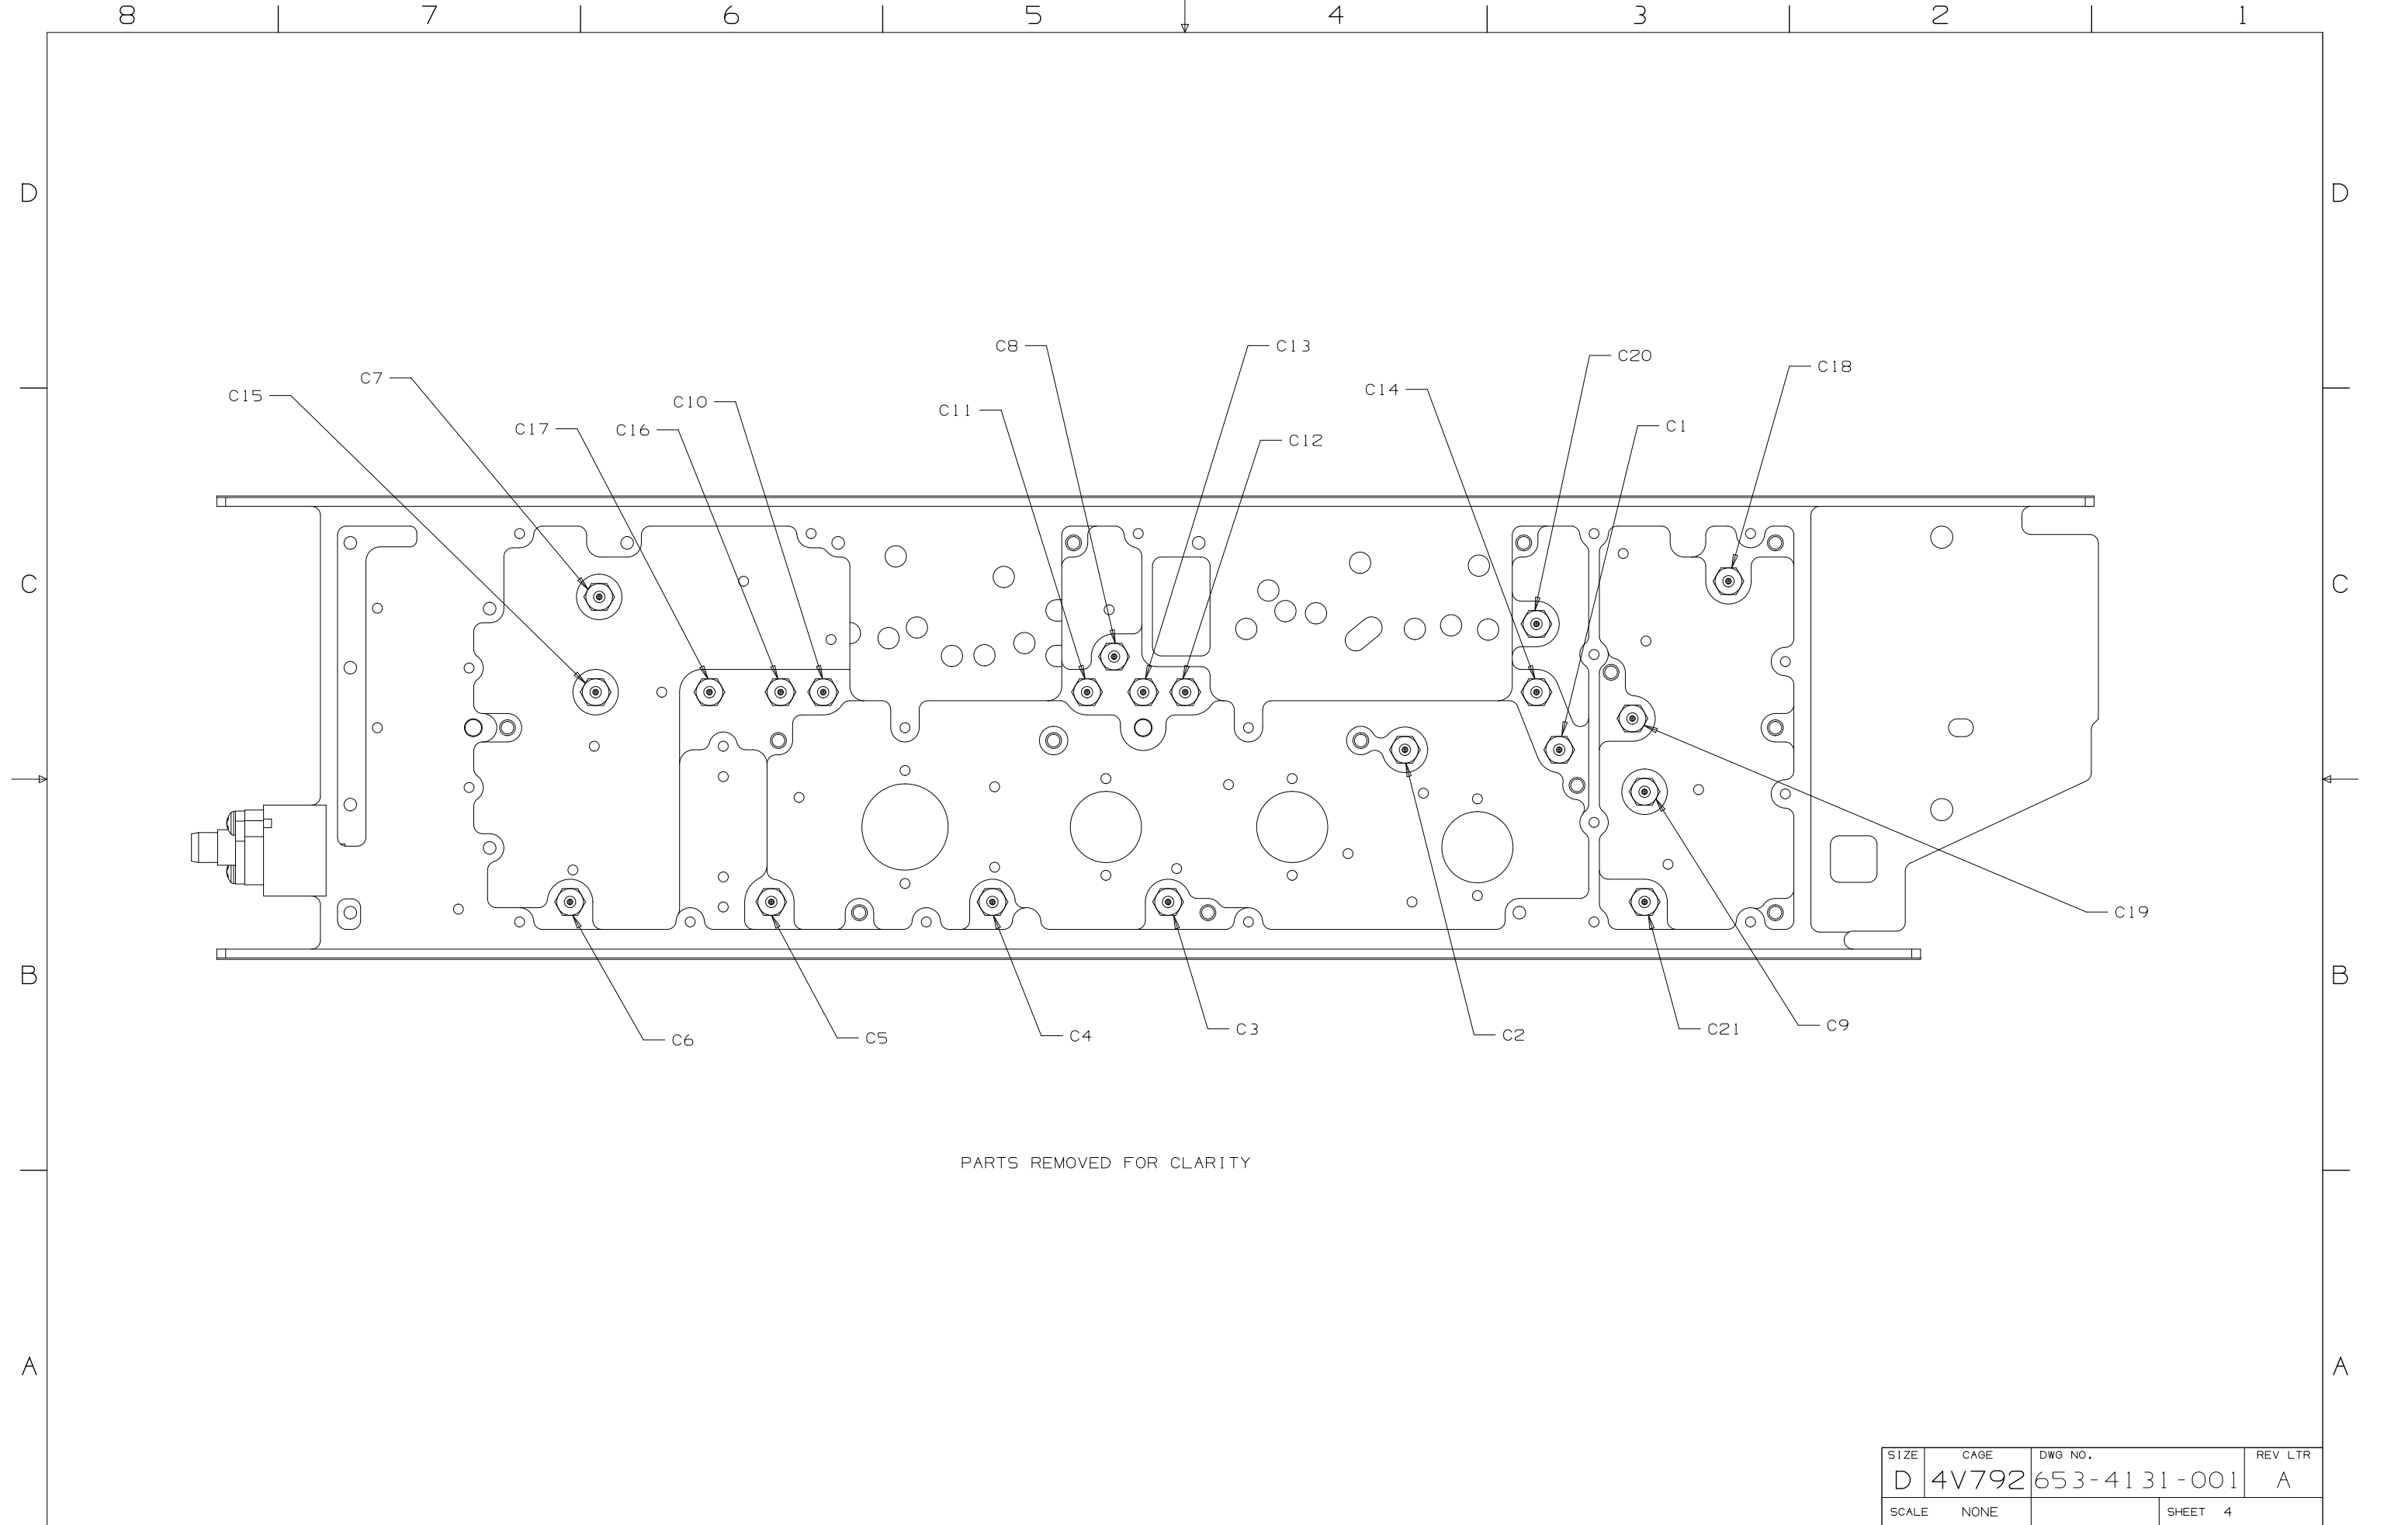 8 7 6 5 4 3 2 1
D D
C8 C13
C20
C7 C18
C15 C14
C10
C11
C17 C16 C1
C12
C C
C19
B B
C6 C5 C4 C3 C2 C21 C9
PARTS REMOVED FOR CLARITY
A A
SIZE CAGE DWG NO. REV LTR
D 4V792 653-4131-001 A
SCALE NONE SHEET 4